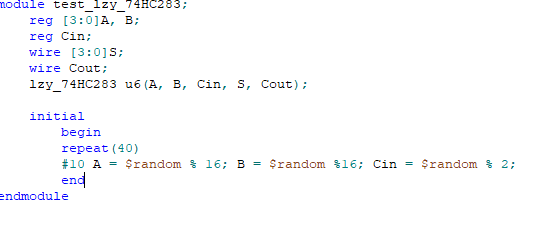 module test_lzy_74HC283;
reg [3:0]A, B;
reg Cin;
wire [3:0]S;
wire Cout;
lzy_74HC283 u6(A, B, Cin, S, Cout);
initial
begin
repeat(40)
#10 A = $random % 16; B = $random %16; Cin = $random % 2;
end
endmodule